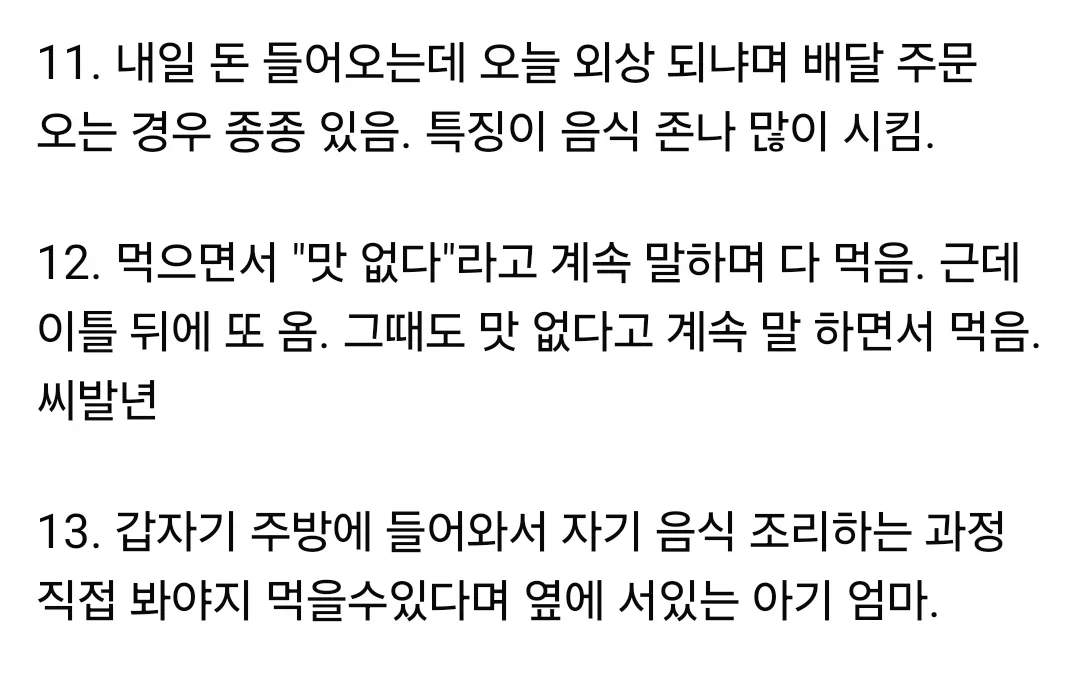 11. 내일 돈 들어오는데 오늘 외상 되냐며 배달 주문
오는 경우 종종 있음. 특징이 음식 존나 많이 시킴.
12. 먹으면서 "맛 없다"라고 계속 말하며 다 먹음. 근데
이틀 뒤에 또 옴. 그때도 맛 없다고 계속 말 하면서 먹음.
씨발년
13. 갑자기 주방에 들어와서 자기 음식 조리하는 과정
직접 봐야지 먹을수있다며 옆에 서있는 아기 엄마.